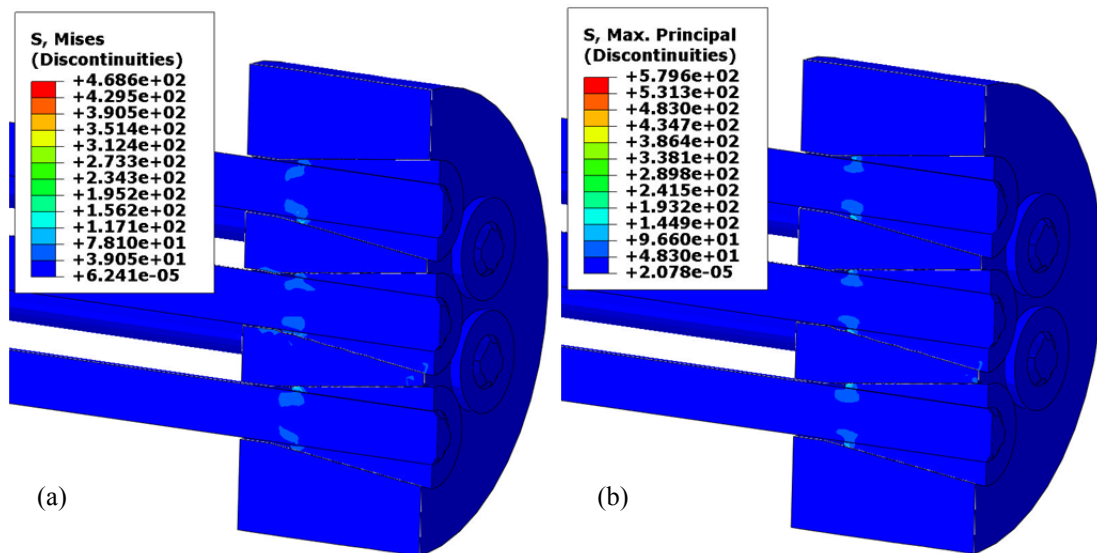 S, Mises
(Discontinuities)
+4.686e+02
+4.295e+02
+3.905e+02
+3.514e+02
+3.124e+02
+2.733e+02
+2.343e+02
+1.952e+02
+1.562e+02
+1.171e+02
+7.810e+01
+3.905e+01
+6.241e-05
(a)
S, Max. Principal
(Discontinuities)
+5.796e+02
+5.313e+02
+4.830e+02
+4.347e+02
+3.864e+02
+3.381e+02
+2.898e+02
+2.415e+02
+1.932e+02
+1.449e+02
+9.660e+01
+4.830e+01
+2.078e-05
(b)